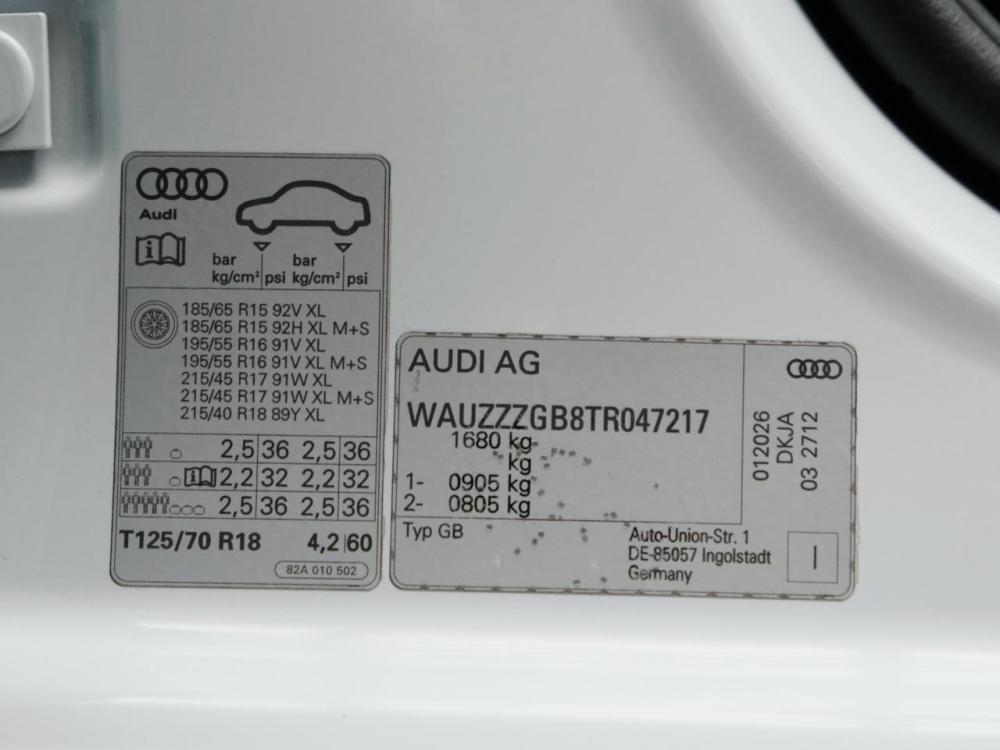 Audi
i
bar bar
kg/cm² psi kg/cm² psi
185/65 R15 92V XL
185/65 R15 92H XL M+S
195/55 R16 91V XL
195/55 R16 91V XL M+S
215/45 R17 91W XL
215/45 R17 91W XL M+S
215/40 R18 89Y XL
2,5 36 2,5 36
i 2,2 32 2,2 32
2,5 36 2,5 36
T125/70 R18 4,2 60
82A 010 502
AUDI AG
WAUZZZGB8TR047217
1680 kg
kg
1- 0905 kg
2- 0805 kg
Typ GB
Auto-Union-Str. 1
DE-85057 Ingolstadt
Germany
012026
DKJA
03 2712
I